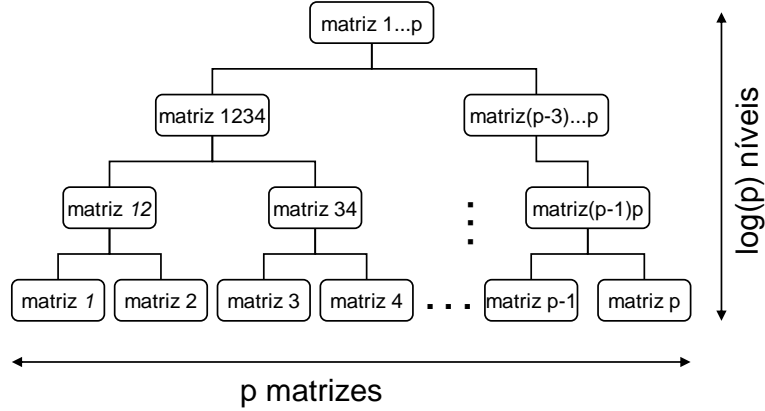 matriz 1...p
matriz 1234
matriz(p-3)...p
matriz 12
matriz 34
matriz(p-1)p
matriz 1
matriz 2
matriz 3
matriz 4
. . .
matriz p-1
matriz p
p matrizes
log(p) níveis